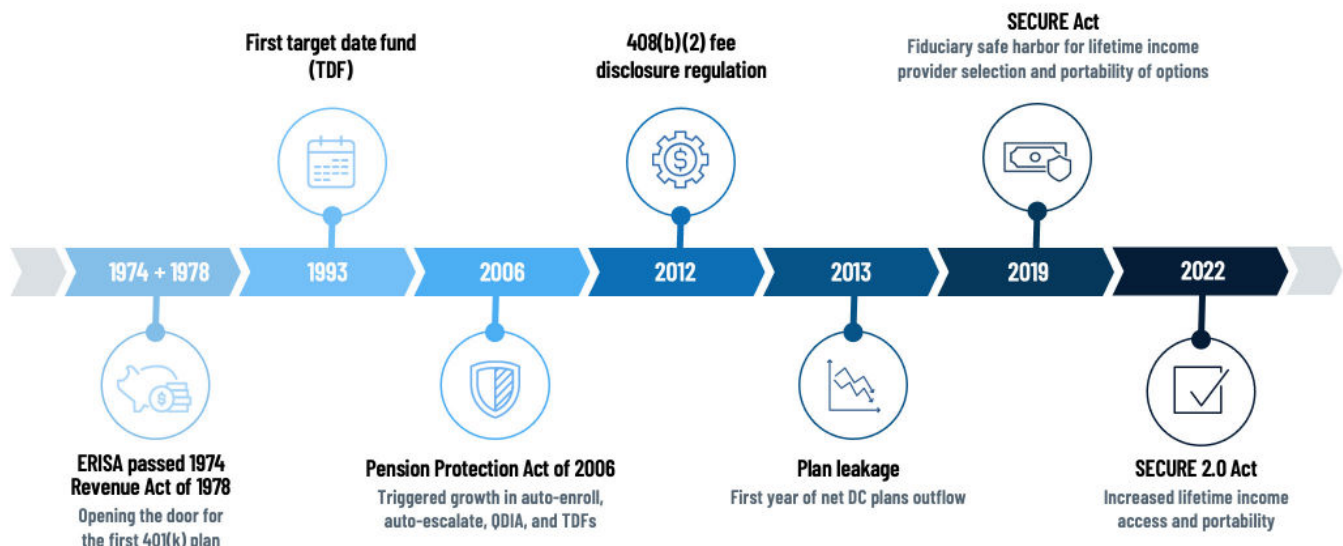 First target date fund
(TDF)
408(b)(2) fee
disclosure regulation
SECURE Act
Fiduciary safe harbor for lifetime income
provider selection and portability of options
$
1974 + 1978
1993
2006
2012
2013
2019
2022
$
ERISA passed 1974
Revenue Act of 1978
Opening the door for
the first 401(k) plan
Pension Protection Act of 2006
Triggered growth in auto-enroll,
auto-escalate, QDIA, and TDFs
Plan leakage
First year of net DC plans outflow
SECURE 2.0 Act
Increased lifetime income
access and portability